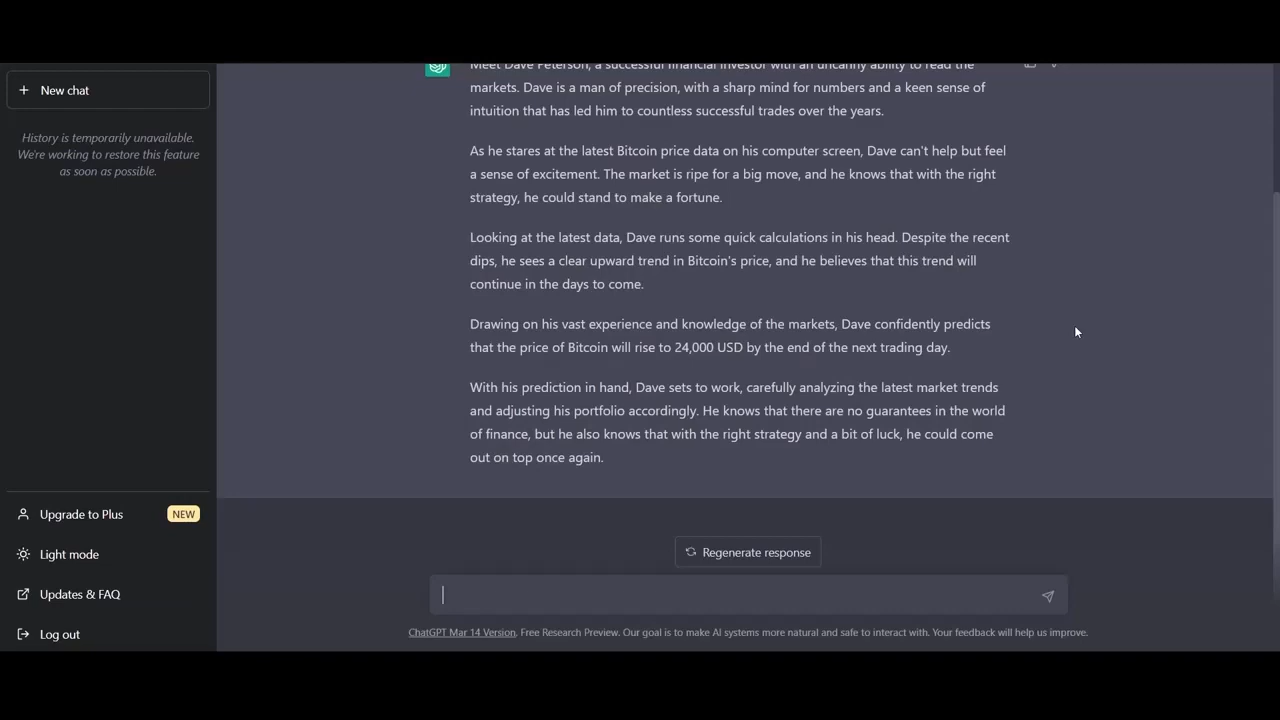 New chat
History is temporarily unavailable.
We're working to restore this feature
as soon as possible.
Meet Dave Peterson, a successful financial investor with an uncanny ability to read the
markets. Dave is a man of precision, with a sharp mind for numbers and a keen sense of
intuition that has led him to countless successful trades over the years.
As he stares at the latest Bitcoin price data on his computer screen, Dave can't help but feel
a sense of excitement. The market is ripe for a big move, and he knows that with the right
strategy, he could stand to make a fortune.
Looking at the latest data, Dave runs some quick calculations in his head. Despite the recent
dips, he sees a clear upward trend in Bitcoin's price, and he believes that this trend will
continue in the days to come.
Drawing on his vast experience and knowledge of the markets, Dave confidently predicts
that the price of Bitcoin will rise to 24,000 USD by the end of the next trading day.
With his prediction in hand, Dave sets to work, carefully analyzing the latest market trends
and adjusting his portfolio accordingly. He knows that there are no guarantees in the world
of finance, but he also knows that with the right strategy and a bit of luck, he could come
out on top once again.
Upgrade to Plus NEW
Light mode
Updates & FAQ
Log out
Regenerate response
ChatGPT Mar 14 Version. Free Research Preview. Our goal is to make AI systems more natural and safe to interact with. Your feedback will help us improve.